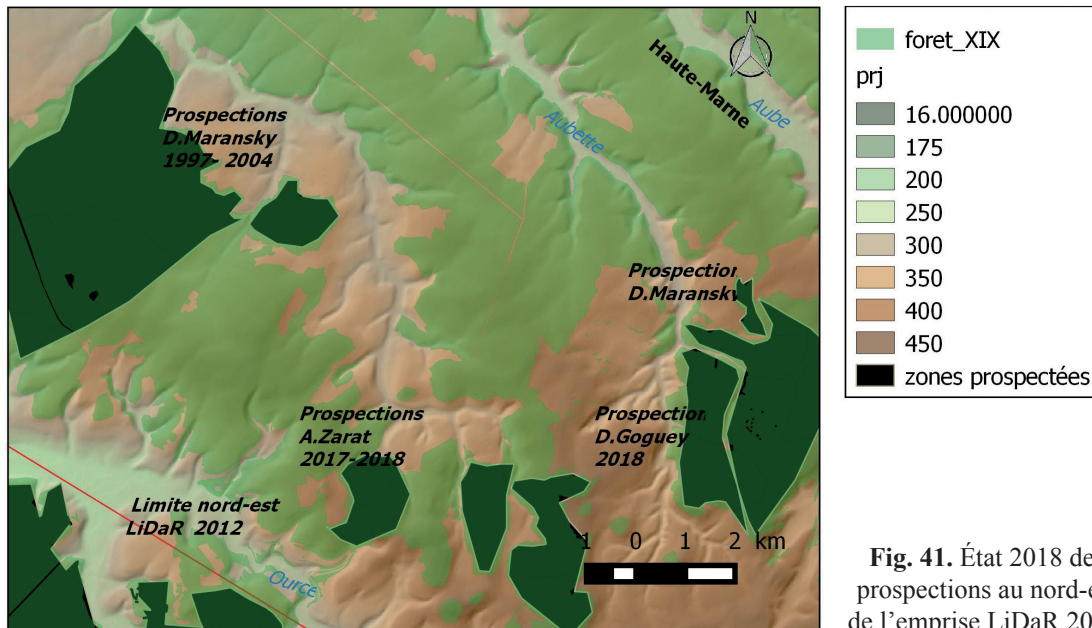 Prospections
D.Maransky
1997- 2004
Haute-Marne
N
Aube
Aubette
Prospection
D.Maransky
Prospections
A.Zarat
2017-2018
Prospection
D.Goguey
2018
Limite nord-est
LiDaR 2012
Ource
1 0 1 2 km
foret_XIX
prj
16.000000
175
200
250
300
350
400
450
zones prospectées
Fig. 41. État 2018 de
prospections au nord-e
de l'emprise LiDaR 20